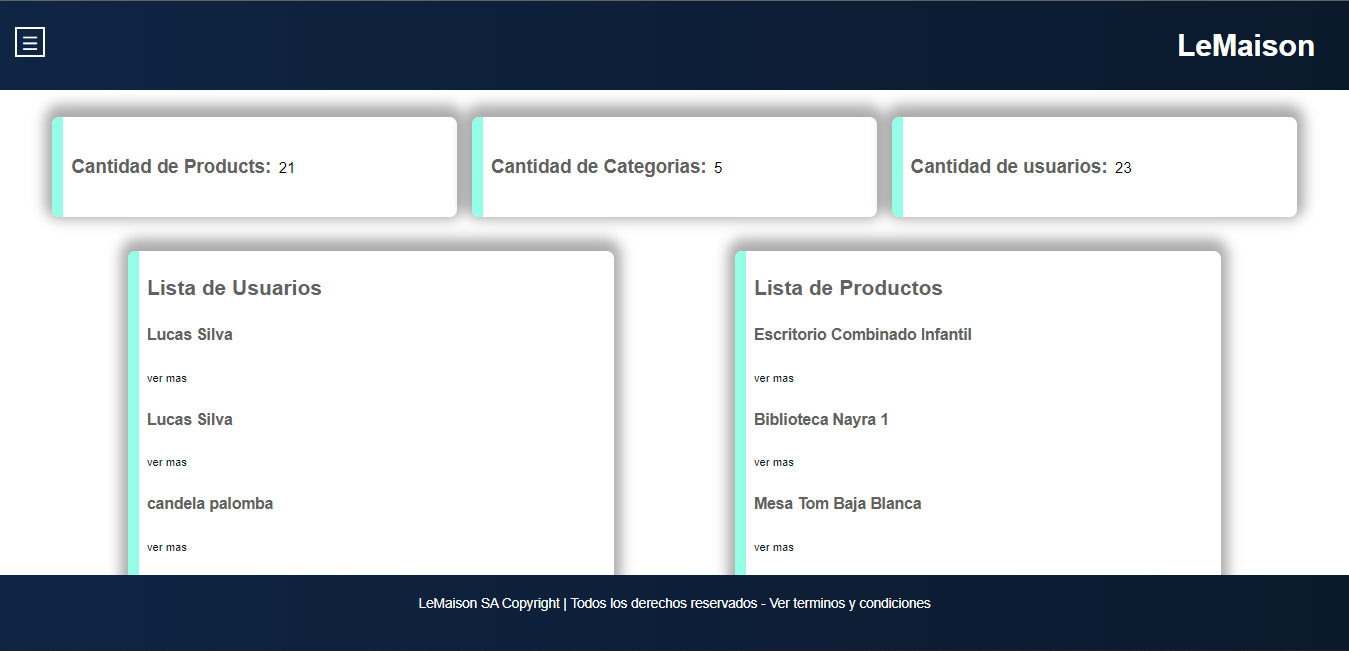 LeMaison
Cantidad de Products: 21
Cantidad de Categorias: 5
Cantidad de usuarios: 23
Lista de Usuarios
Lucas Silva
ver mas
Lucas Silva
ver mas
candela palomba
ver mas
Lista de Productos
Escritorio Combinado Infantil
ver mas
Biblioteca Nayra 1
ver mas
Mesa Tom Baja Blanca
ver mas
LeMaison SA Copyright | Todos los derechos reservados - Ver terminos y condiciones